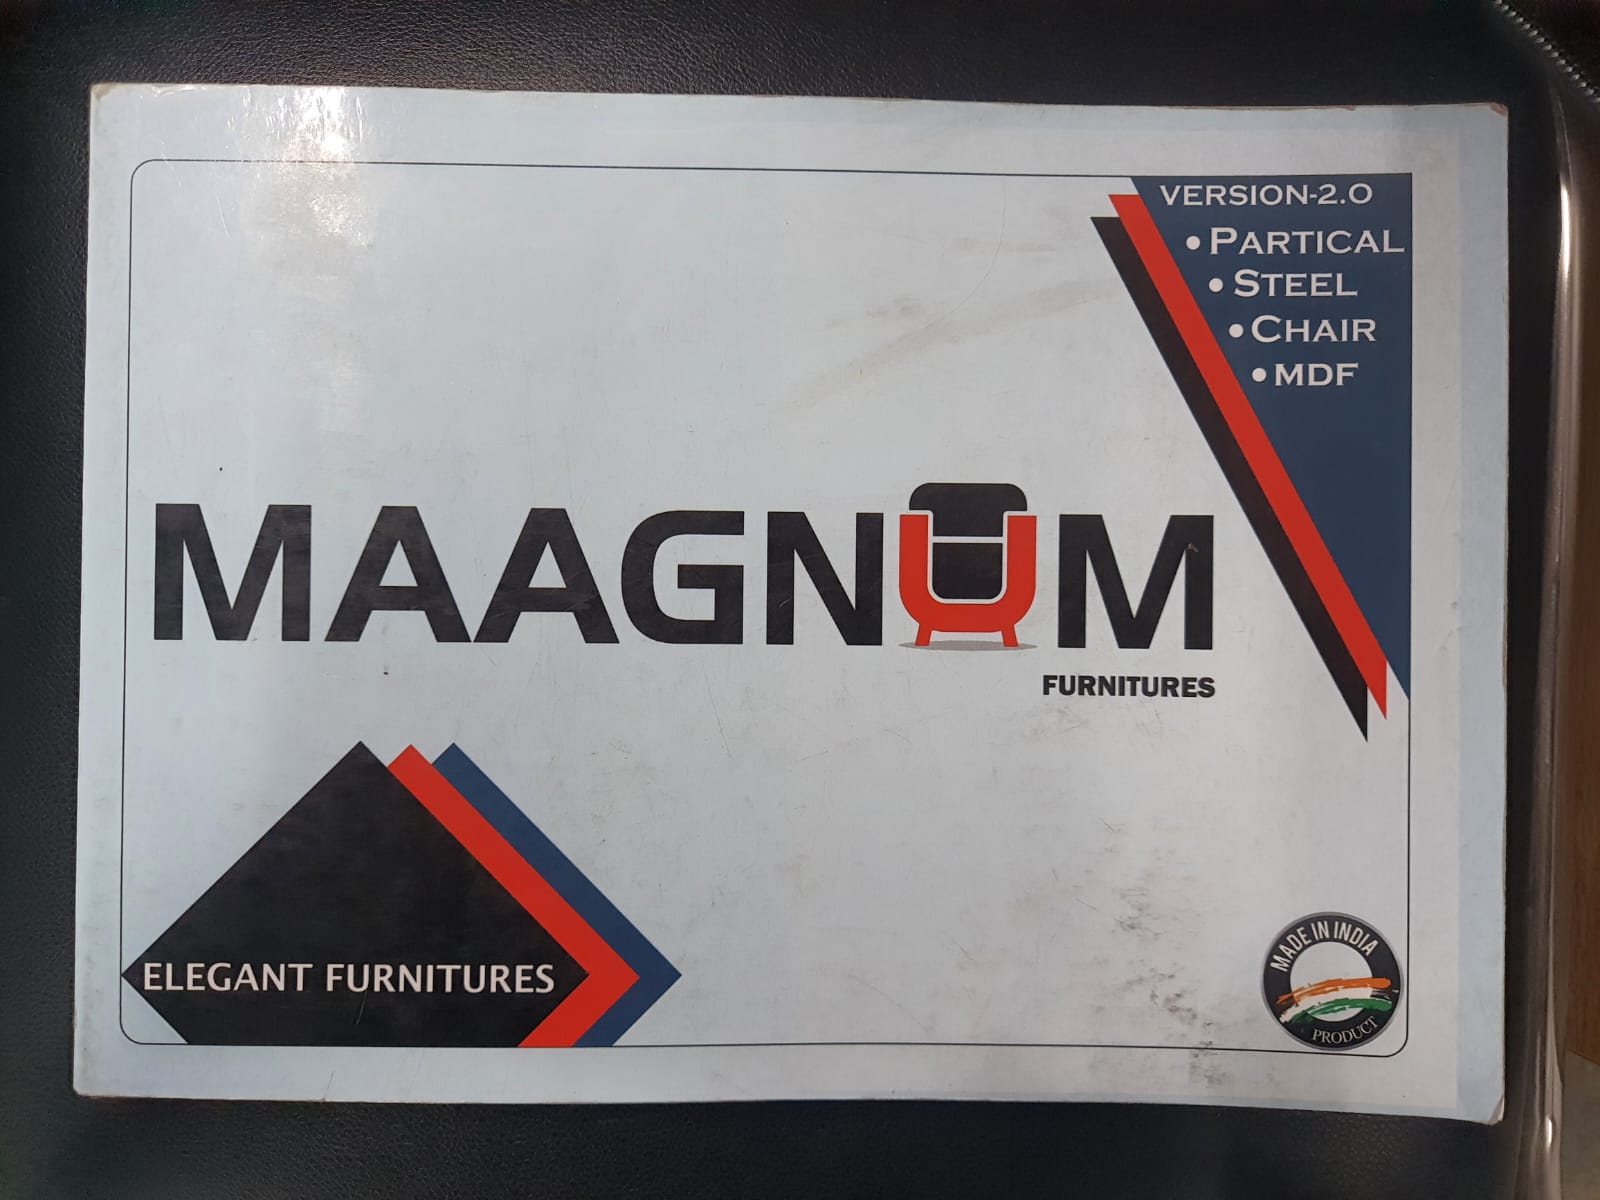 VERSION-2.0
• PARTICAL
• STEEL
• CHAIR
• MDF
MAAGNUM
FURNITURES
ELEGANT FURNITURES
MADE IN INDIA
PRODUCT